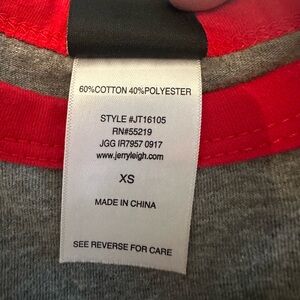 60%COTTON 40%POLYESTER
STYLE #JT16105
RN#55219
JGG IR7957 0917
www.jerryleigh.com
XS
MADE IN CHINA
SEE REVERSE FOR CARE